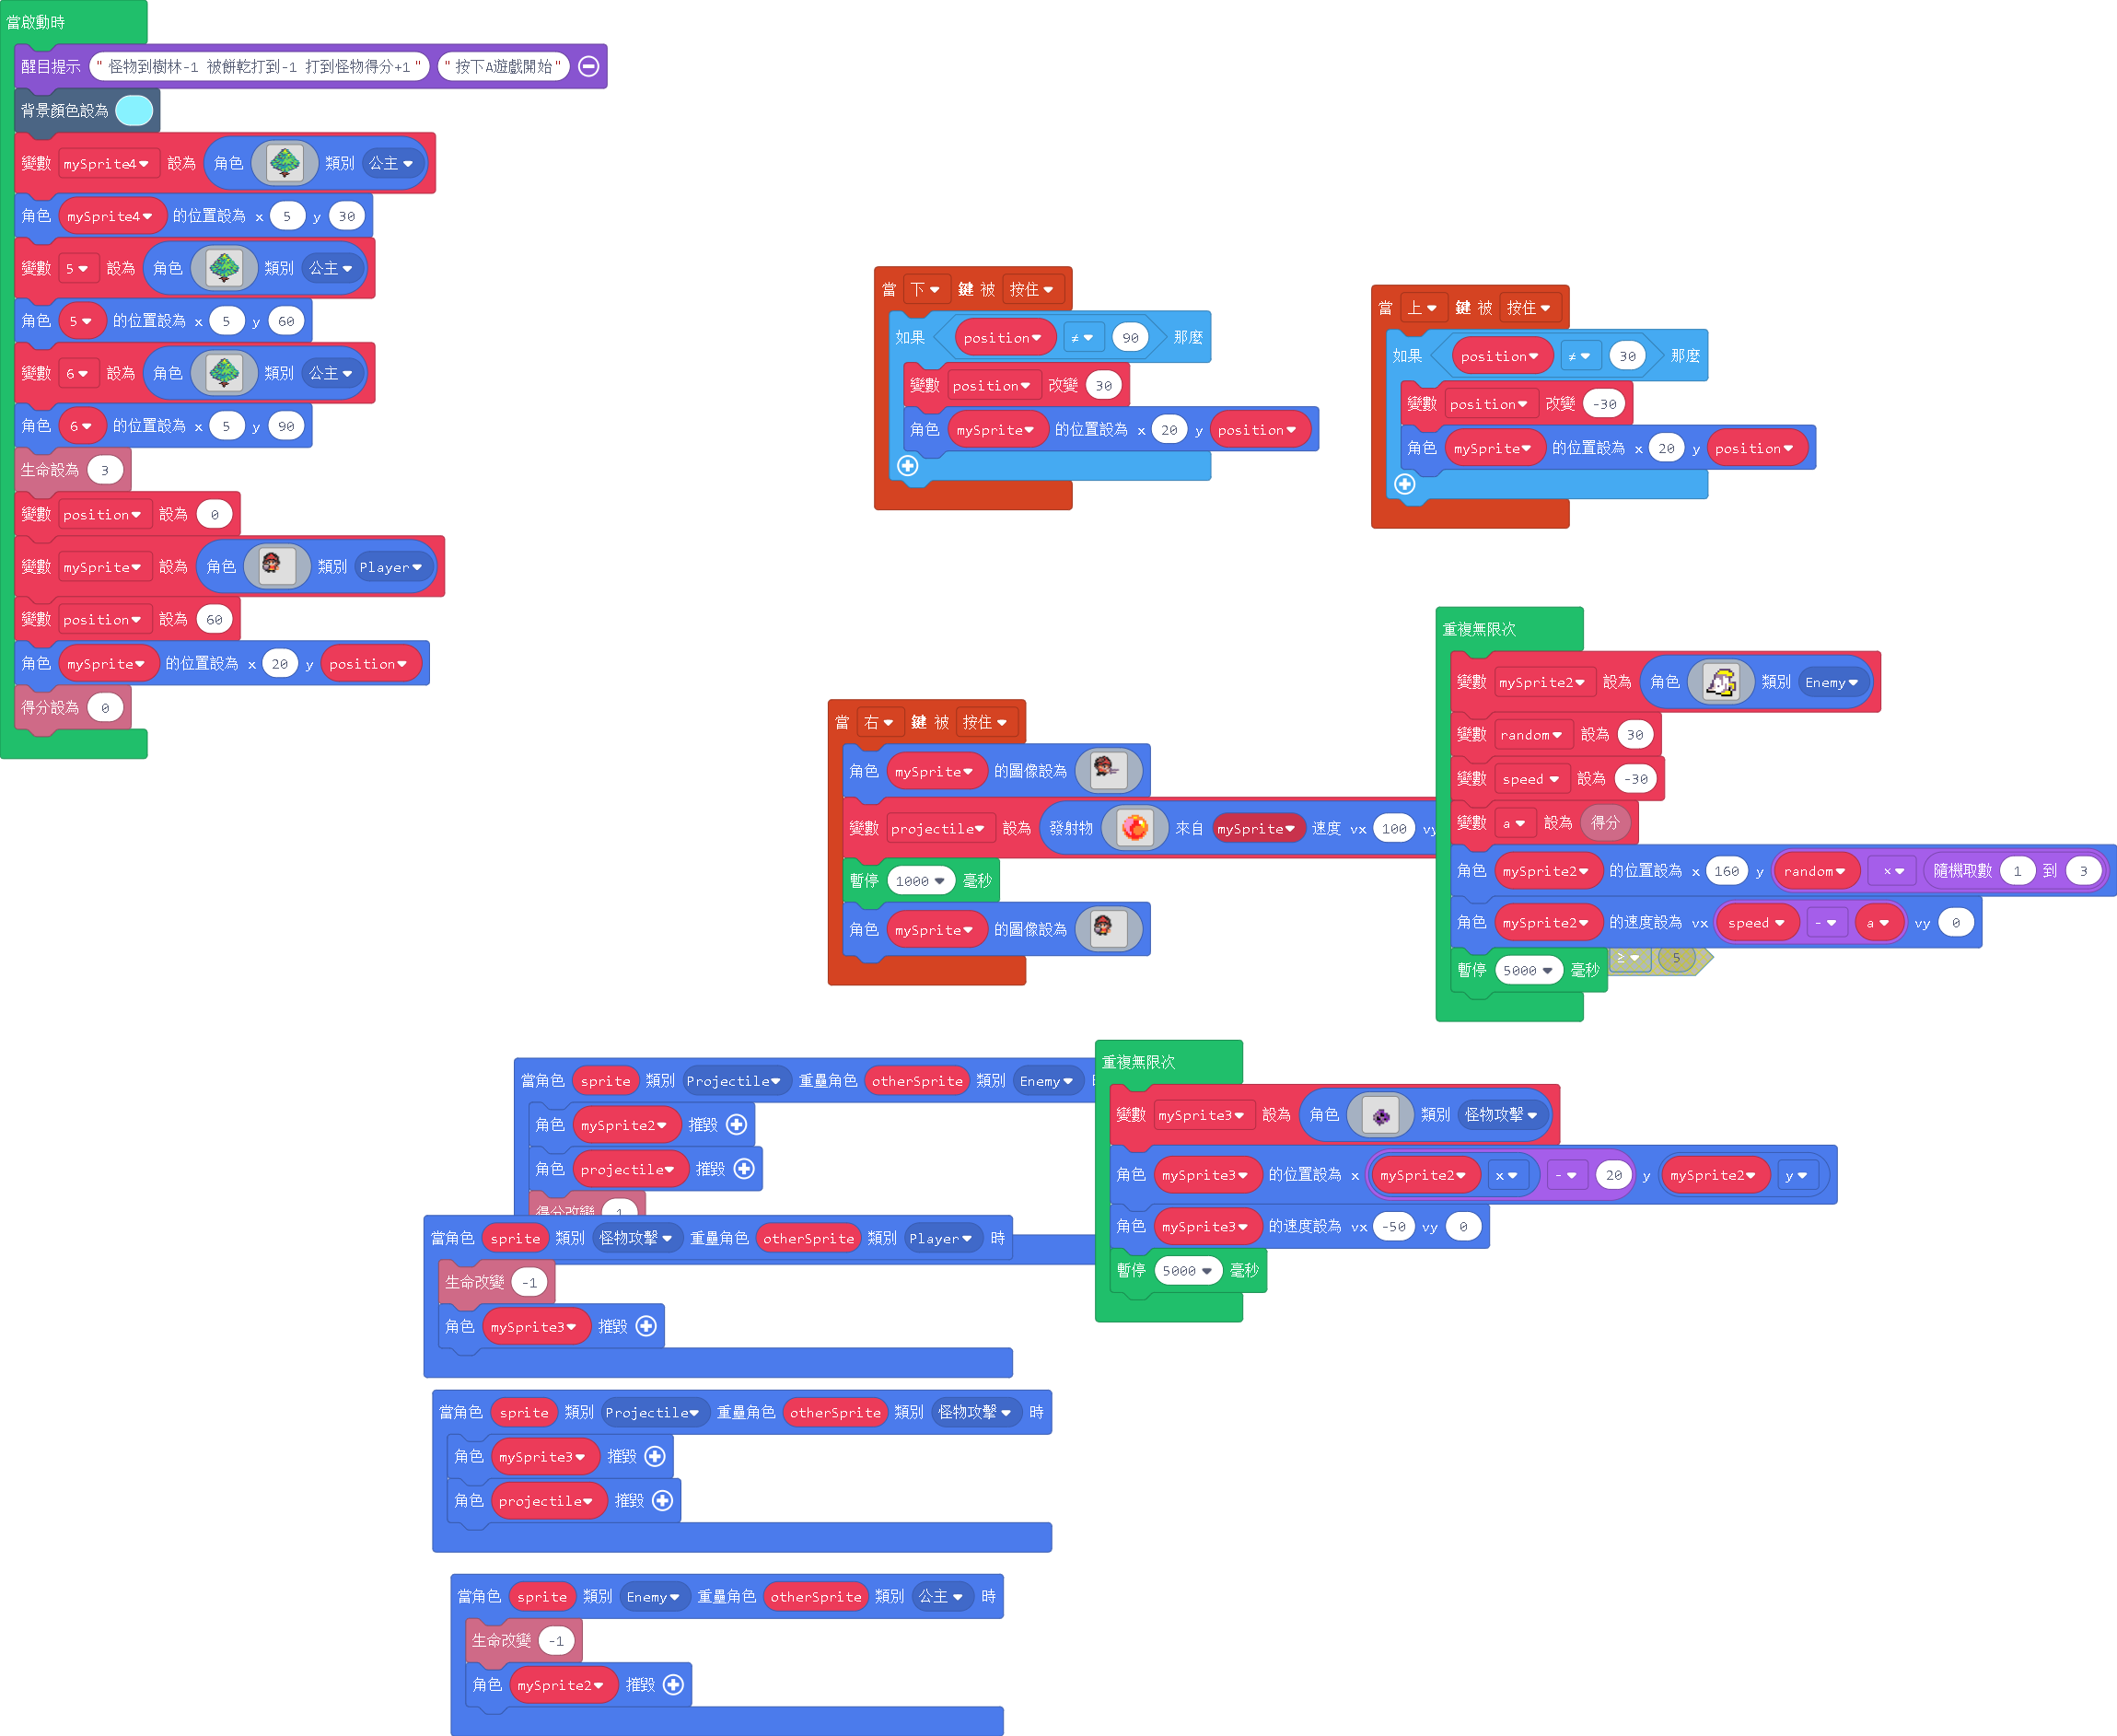 當啟動時
醒目提示 "怪物到樹林-1 被餅乾打到-1 打到怪物得分+1" "按下A遊戲開始"
背景顏色設為
變數 mySprite4 設為 角色 類別 公主
角色 mySprite4 的位置設為 x 5 y 30
變數 5 設為 角色 類別 公主
角色 5 的位置設為 x 5 y 60
變數 6 設為 角色 類別 公主
角色 6 的位置設為 x 5 y 90
生命設為 3
變數 position 設為 0
變數 mySprite 設為 角色 類別 Player
變數 position 設為 60
角色 mySprite 的位置設為 x 20 y position
得分設為 0
當 下 鍵 被 按住
如果 position ≠ 90 那麼
變數 position 改變 30
角色 mySprite 的位置設為 x 20 y position
當 上 鍵 被 按住
如果 position ≠ 30 那麼
變數 position 改變 -30
角色 mySprite 的位置設為 x 20 y position
當 右 鍵 被 按住
角色 mySprite 的圖像設為
變數 projectile 設為 發射物 來自 mySprite 速度 vx 100 vy
暫停 1000 毫秒
角色 mySprite 的圖像設為
重複無限次
變數 mySprite2 設為 角色 類別 Enemy
變數 random 設為 30
變數 speed 設為 -30
變數 a 設為 得分
角色 mySprite2 的位置設為 x 160 y random × 隨機取數 1 到 3
角色 mySprite2 的速度設為 vx speed - a vy 0
暫停 5000 毫秒
≥ 5
當角色 sprite 類別 Projectile 重疊角色 otherSprite 類別 Enemy
角色 mySprite2 摧毀
角色 projectile 摧毀
得分改變 1
當角色 sprite 類別 怪物攻擊 重疊角色 otherSprite 類別 Player 時
生命改變 -1
角色 mySprite3 摧毀
重複無限次
變數 mySprite3 設為 角色 類別 怪物攻擊
角色 mySprite3 的位置設為 x mySprite2 x - 20 y mySprite2 y
角色 mySprite3 的速度設為 vx -50 vy 0
暫停 5000 毫秒
當角色 sprite 類別 Projectile 重疊角色 otherSprite 類別 怪物攻擊 時
角色 mySprite3 摧毀
角色 projectile 摧毀
當角色 sprite 類別 Enemy 重疊角色 otherSprite 類別 公主 時
生命改變 -1
角色 mySprite2 摧毀